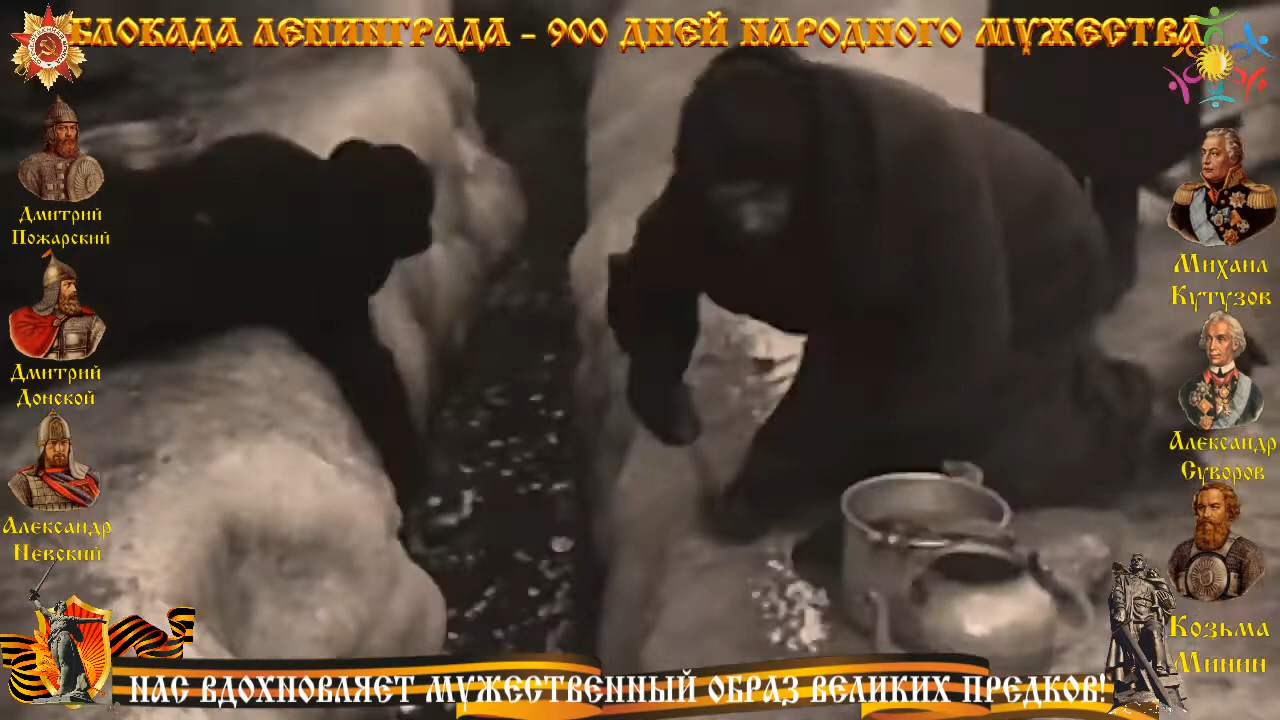 БЛОКАДА ЛЕНИНГРАДА - 900 ДНЕЙ НАРОДНОГО МУЖЕСТВА
Дмитрий
Пожарский
Дмитрий
Донской
Александр
Невский
Михаил
Кутузов
Александр
Суворов
Козьма
Минин
НАС ВДОХНОВЛЯЕТ МУЖЕСТВЕННЫЙ ОБРАЗ ВЕЛИКИХ ПРЕДКОВ!